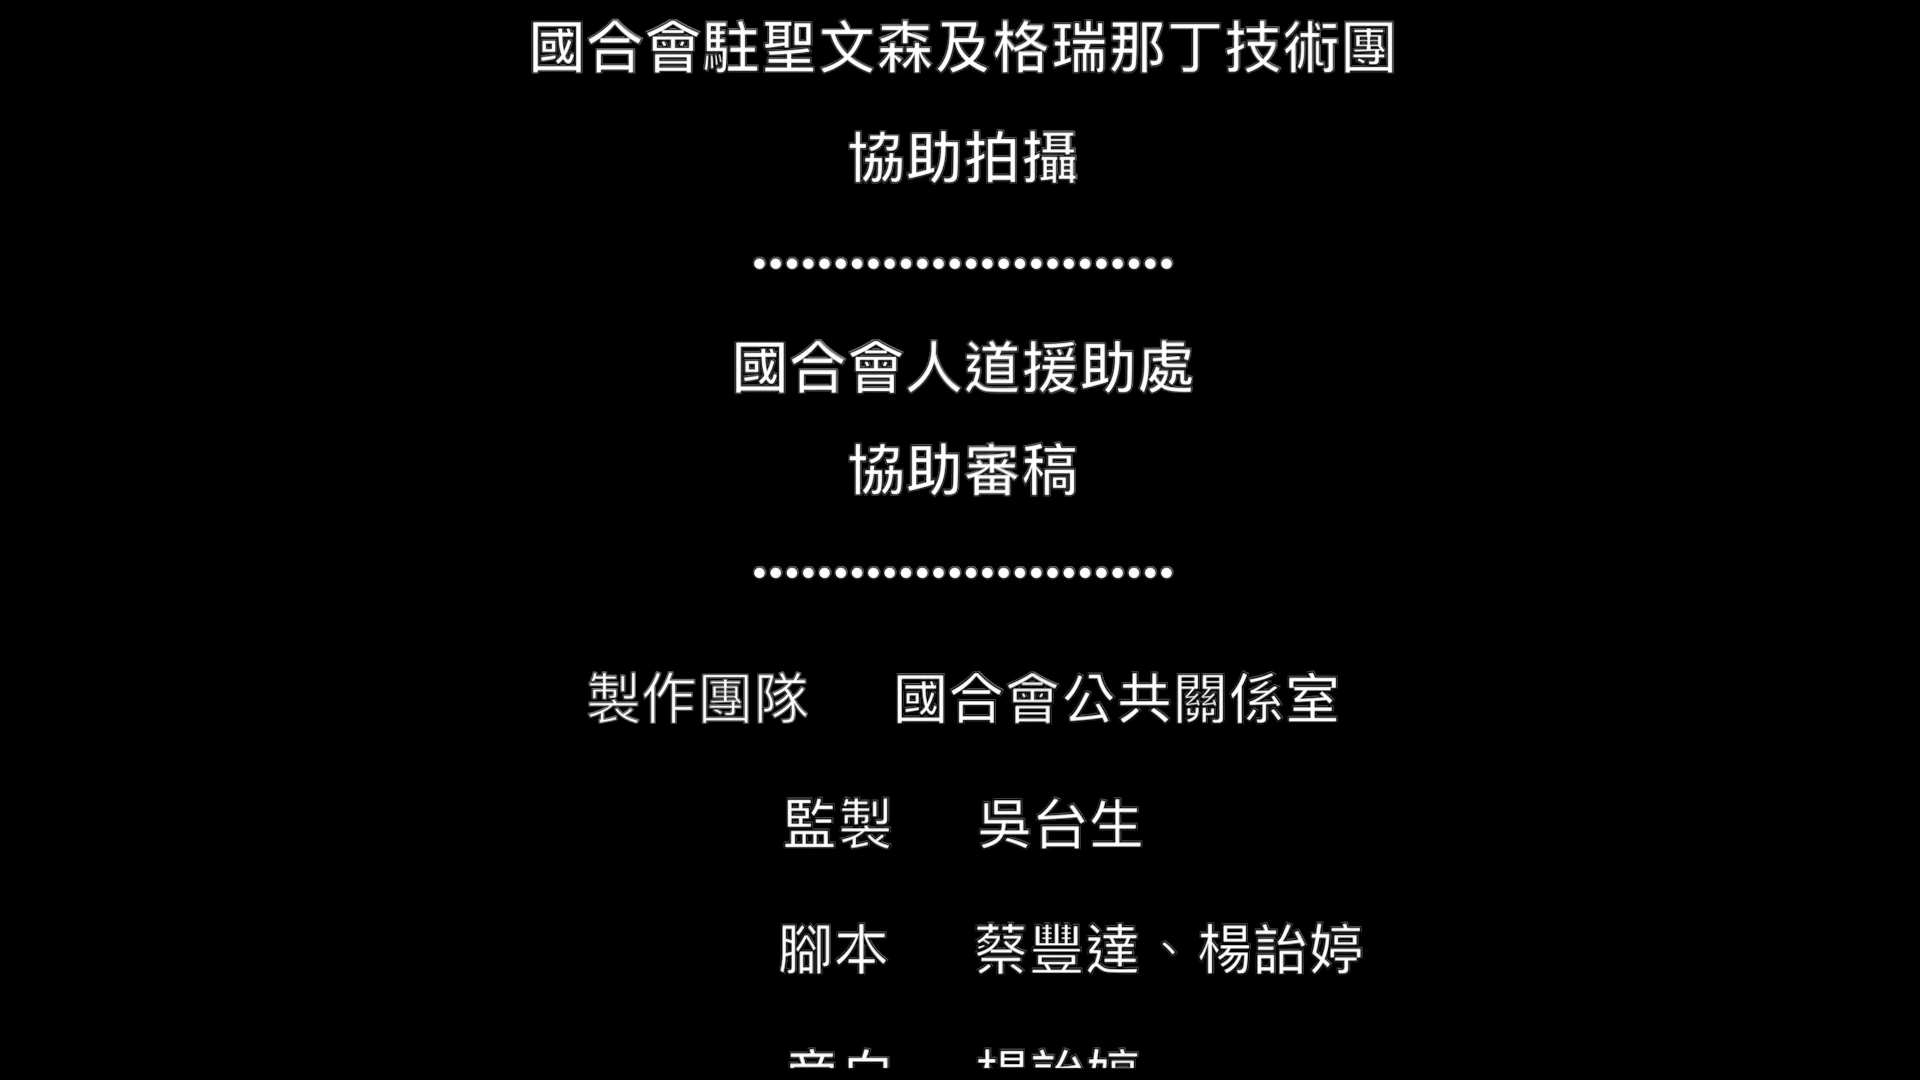 國合會駐聖文森及格瑞那丁技術團
協助拍攝
••••••••••••••••••••••••••
國合會人道援助處
協助審稿
••••••••••••••••••••••••••
製作團隊 國合會公共關係室
監製 吳台生
腳本 蔡豐達、楊詒婷